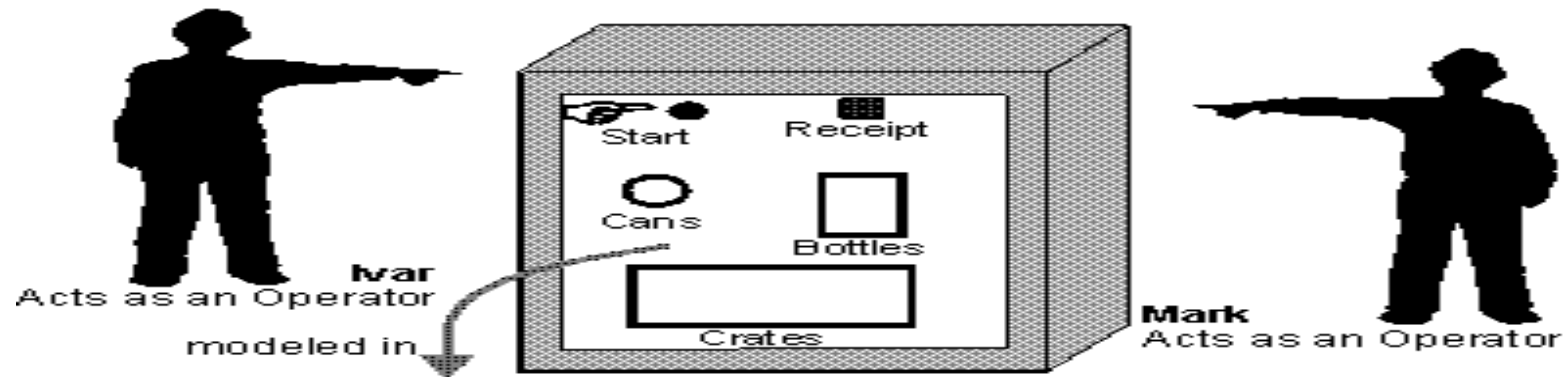 Start
Receipt
Cans
Bottles
Crates
Ivar
Acts as an Operator
modeled in
Mark
Acts as an Operator